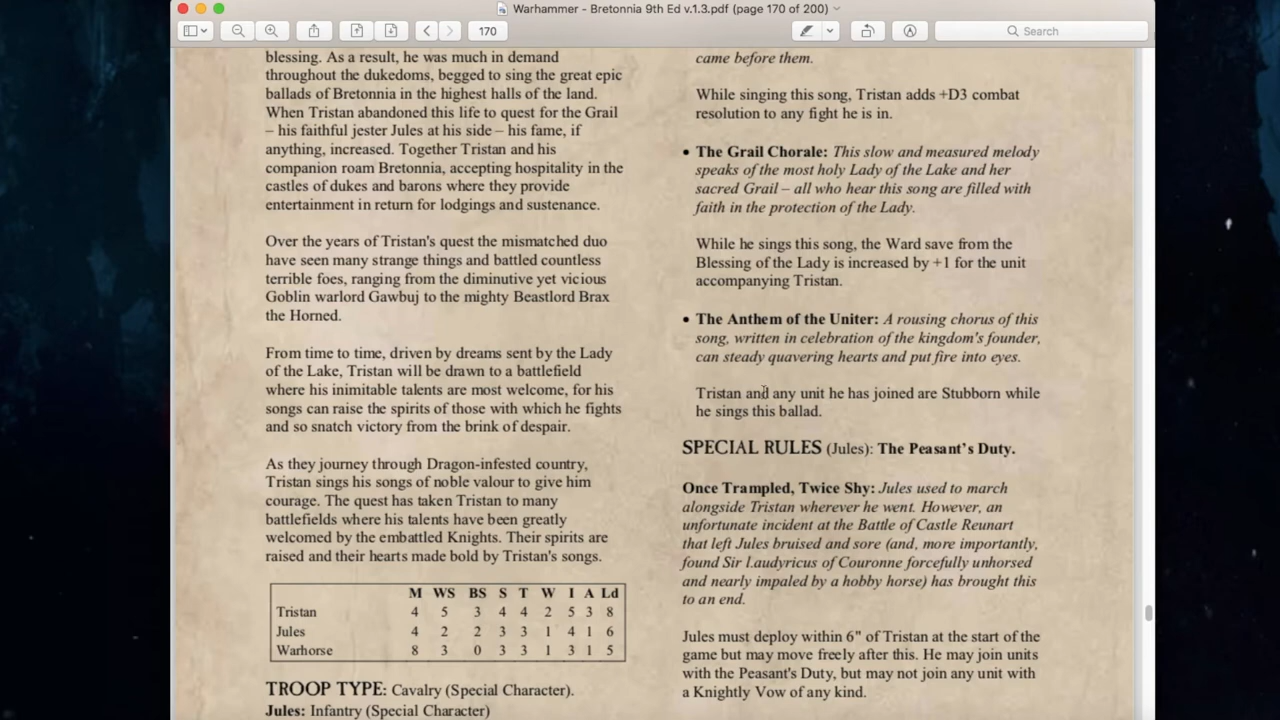 Warhammer - Bretonnia 9th Ed v.1.3.pdf (page 170 of 200)
170
Search
blessing. As a result, he was much in demand
throughout the dukedoms, begged to sing the great epic
ballads of Bretonnia in the highest halls of the land.
When Tristan abandoned this life to quest for the Grail
– his faithful jester Jules at his side – his fame, if
anything, increased. Together Tristan and his
companion roam Bretonnia, accepting hospitality in the
castles of dukes and barons where they provide
entertainment in return for lodgings and sustenance.
Over the years of Tristan's quest the mismatched duo
have seen many strange things and battled countless
terrible foes, ranging from the diminutive yet vicious
Goblin warlord Gawbuj to the mighty Beastlord Brax
the Horned.
From time to time, driven by dreams sent by the Lady
of the Lake, Tristan will be drawn to a battlefield
where his inimitable talents are most welcome, for his
songs can raise the spirits of those with which he fights
and so snatch victory from the brink of despair.
As they journey through Dragon-infested country,
Tristan sings his songs of noble valour to give him
courage. The quest has taken Tristan to many
battlefields where his talents have been greatly
welcomed by the embattled Knights. Their spirits are
raised and their hearts made bold by Tristan's songs.
M WS BS S T W I A Ld
Tristan 4 5 3 4 4 2 5 3 8
Jules 4 2 2 3 3 1 4 1 6
Warhorse 8 3 0 3 3 1 3 1 5
TROOP TYPE: Cavalry (Special Character).
Jules: Infantry (Special Character)
came before them.
While singing this song, Tristan adds +D3 combat
resolution to any fight he is in.
• The Grail Chorale: This slow and measured melody
speaks of the most holy Lady of the Lake and her
sacred Grail – all who hear this song are filled with
faith in the protection of the Lady.
While he sings this song, the Ward save from the
Blessing of the Lady is increased by +1 for the unit
accompanying Tristan.
• The Anthem of the Uniter: A rousing chorus of this
song, written in celebration of the kingdom's founder,
can steady quavering hearts and put fire into eyes.
Tristan and any unit he has joined are Stubborn while
he sings this ballad.
SPECIAL RULES (Jules): The Peasant's Duty.
Once Trampled, Twice Shy: Jules used to march
alongside Tristan wherever he went. However, an
unfortunate incident at the Battle of Castle Reunart
that left Jules bruised and sore (and, more importantly,
found Sir Laudyricus of Couronne forcefully unhorsed
and nearly impaled by a hobby horse) has brought this
to an end.
Jules must deploy within 6" of Tristan at the start of the
game but may move freely after this. He may join units
with the Peasant's Duty, but may not join any unit with
a Knightly Vow of any kind.